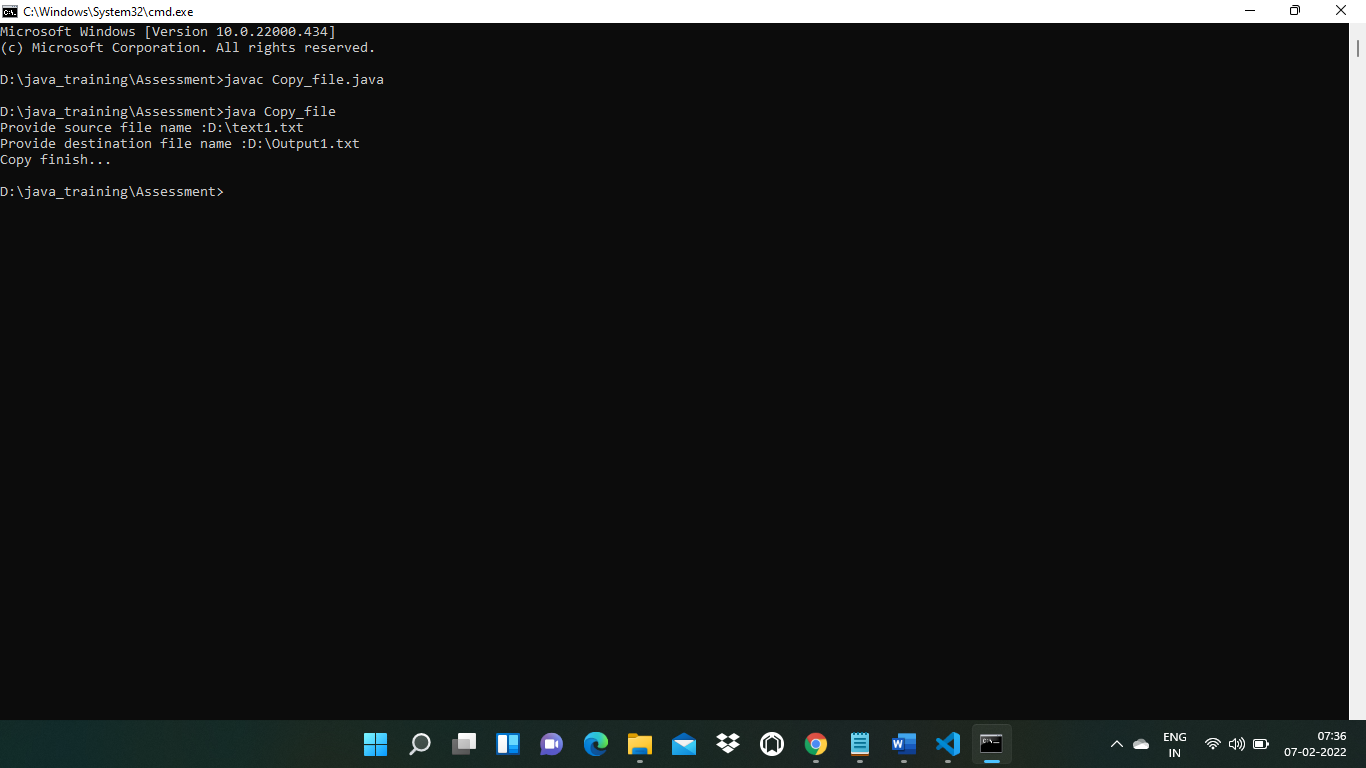 C:\Windows\System32\cmd.exe
Microsoft Windows [Version 10.0.22000.434]
(c) Microsoft Corporation. All rights reserved.
D:\java_training\Assessment>javac Copy_file.java
D:\java_training\Assessment>java Copy_file
Provide source file name :D:\text1.txt
Provide destination file name :D:\Output1.txt
Copy finish...
D:\java_training\Assessment>
ENG
IN
07:36
07-02-2022